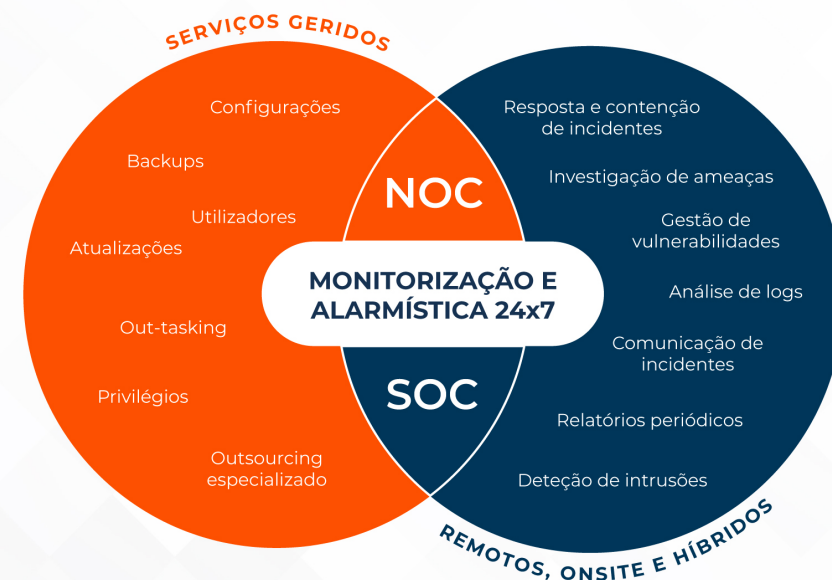 SERVIÇOS GERIDOS
Configurações
Backups
Utilizadores
Atualizações
Out-tasking
Privilégios
Outsourcing
especializado
NOC
MONITORIZAÇÃO E
ALARMÍSTICA 24x7
SOC
Resposta e contenção
de incidentes
Investigação de ameaças
Gestão de
vulnerabilidades
Análise de logs
Comunicação de
incidentes
Relatórios periódicos
Deteção de intrusões
REMOTOS, ONSITE E HÍBRIDOS